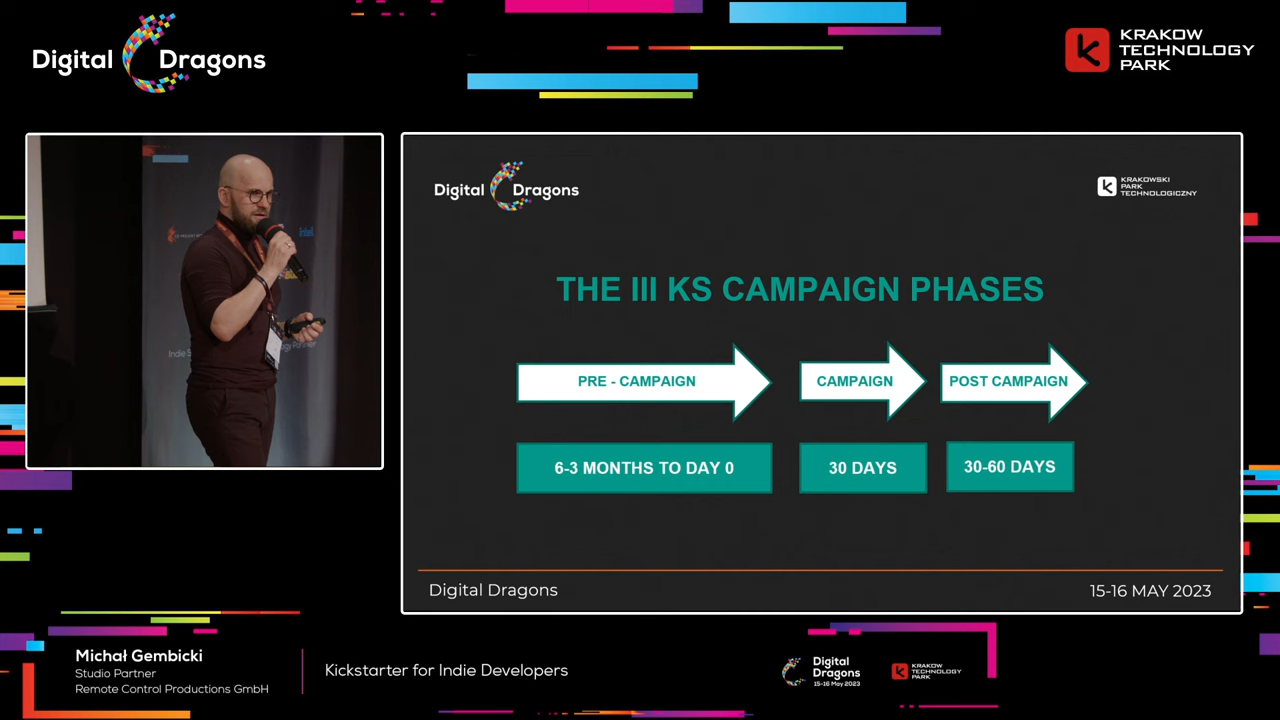 Digital Dragons
KRAKOW
TECHNOLOGY
PARK
intel
Indie S
Digital Dragons
KRAKOWSKI
PARK
TECHNOLOGICZNY
THE III KS CAMPAIGN PHASES
PRE - CAMPAIGN
CAMPAIGN
POST CAMPAIGN
6-3 MONTHS TO DAY 0
30 DAYS
30-60 DAYS
Digital Dragons
15-16 MAY 2023
Michał Gembicki
Studio Partner
Remote Control Productions GmbH
Kickstarter for Indie Developers
Digital
Dragons
15-16 May 2023
KRAKOW
TECHNOLOGY
PARK